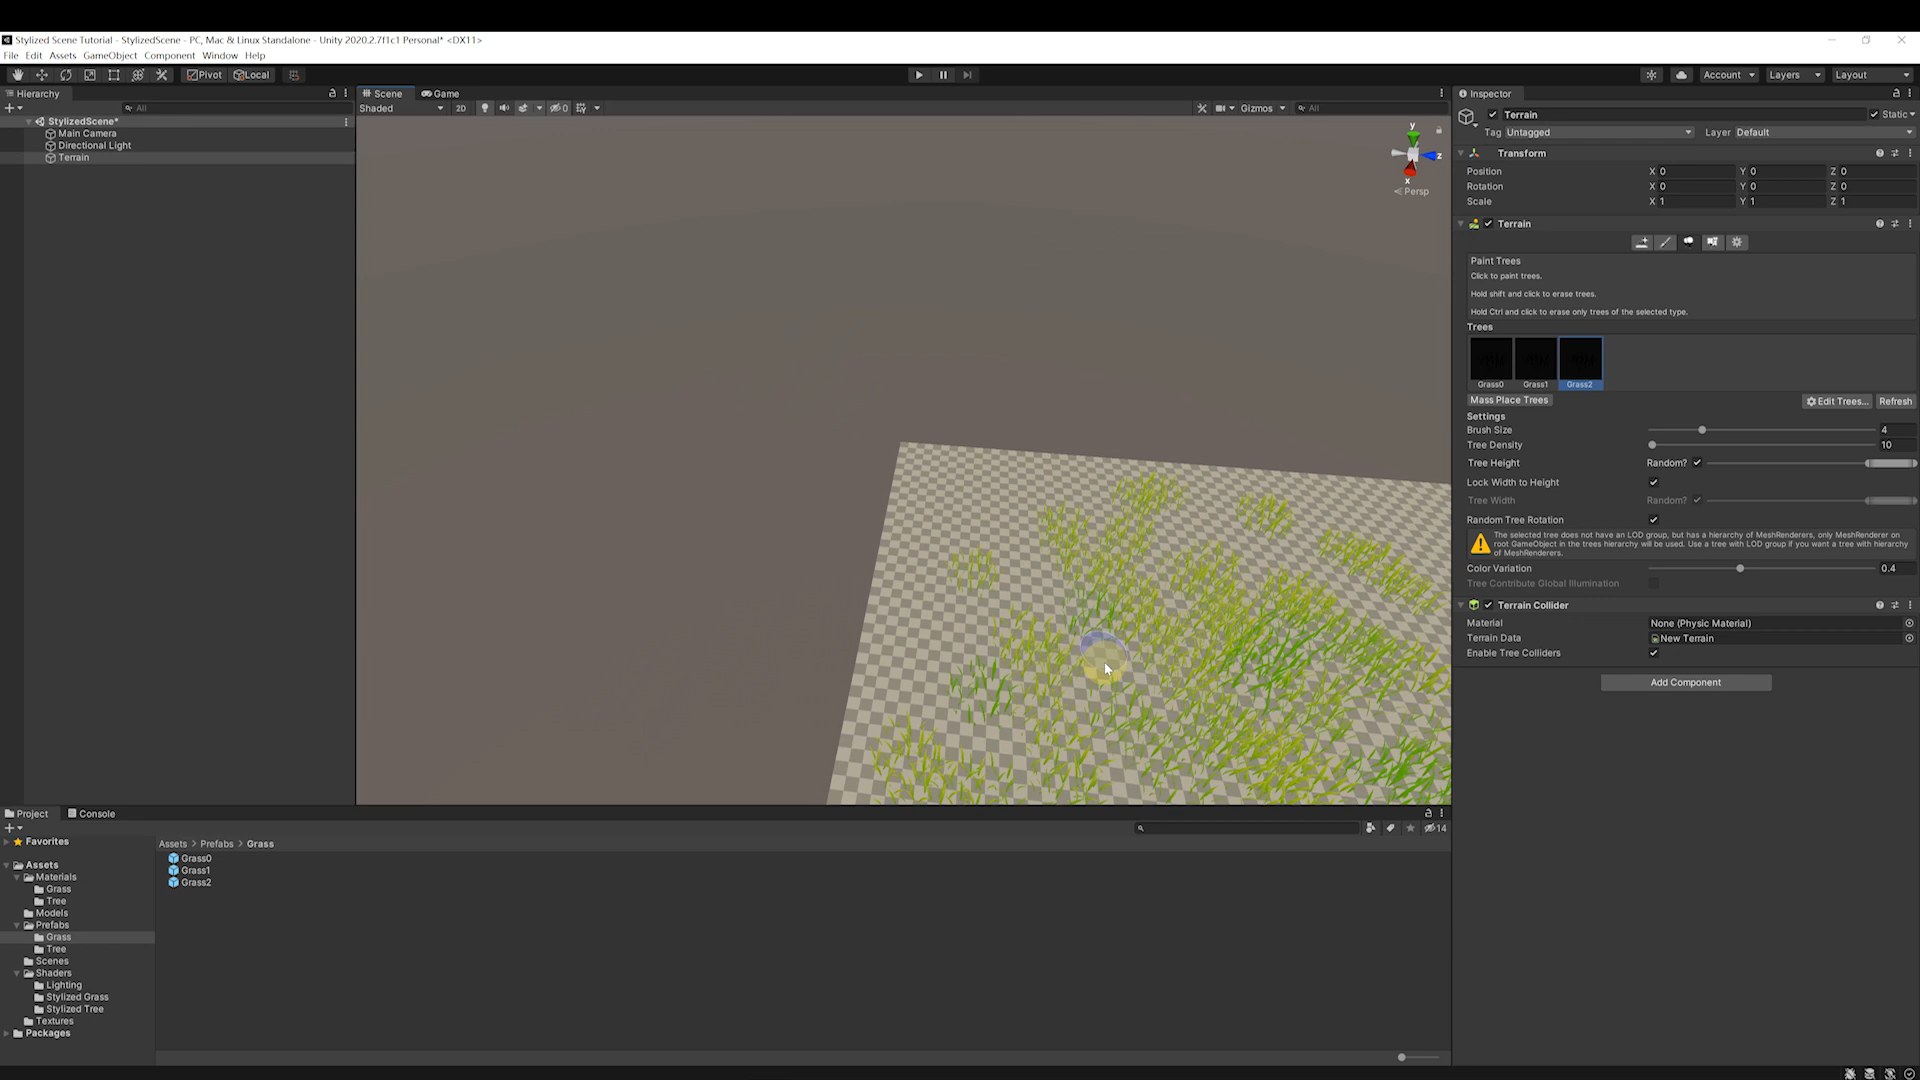 Stylized Scene Tutorial - StylizedScene - PC, Mac & Linux Standalone - Unity 2020.2.7f1c1 Personal* <DX11>
File Edit Assets GameObject Component Window Help
Pivot Local Account Layers Layout
Hierarchy
All
StylizedScene*
Main Camera
Directional Light
Terrain
Scene Game
Shaded 2D 0 Gizmos All
y
z
x
Persp
Inspector
Terrain Static
Tag Untagged Layer Default
Transform
Position X 0 Y 0 Z 0
Rotation X 0 Y 0 Z 0
Scale X 1 Y 1 Z 1
Terrain
Paint Trees
Click to paint trees.
Hold shift and click to erase trees.
Hold Ctrl and click to erase only trees of the selected type.
Trees
Grass0 Grass1 Grass2
Mass Place Trees Edit Trees... Refresh
Settings
Brush Size 4
Tree Density 10
Tree Height Random?
Lock Width to Height
Tree Width Random?
Random Tree Rotation
The selected tree does not have an LOD group, but has a hierarchy of MeshRenderers, only MeshRenderer on
root GameObject in the trees hierarchy will be used. Use a tree with LOD group if you want a tree with hierarchy
of MeshRenderers.
Color Variation 0.4
Tree Contribute Global Illumination
Terrain Collider
Material None (Physic Material)
Terrain Data New Terrain
Enable Tree Colliders
Add Component
Project Console
14
Favorites
Assets
Materials
Grass
Tree
Models
Prefabs
Grass
Tree
Scenes
Shaders
Lighting
Stylized Grass
Stylized Tree
Textures
Packages
Assets > Prefabs > Grass
Grass0
Grass1
Grass2